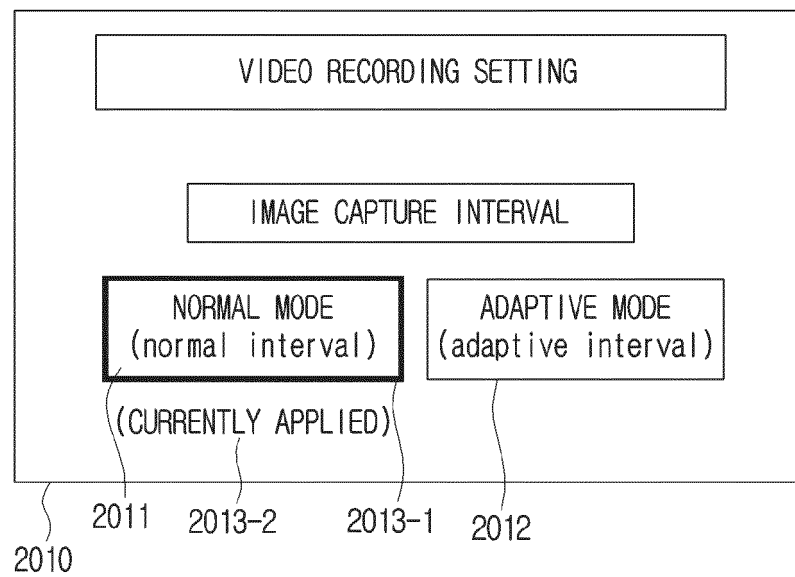 VIDEO RECORDING SETTING
IMAGE CAPTURE INTERVAL
NORMAL MODE
(normal interval)
ADAPTIVE MODE
(adaptive interval)
(CURRENTLY APPLIED)
2011
2013-2
2013-1
2012
2010